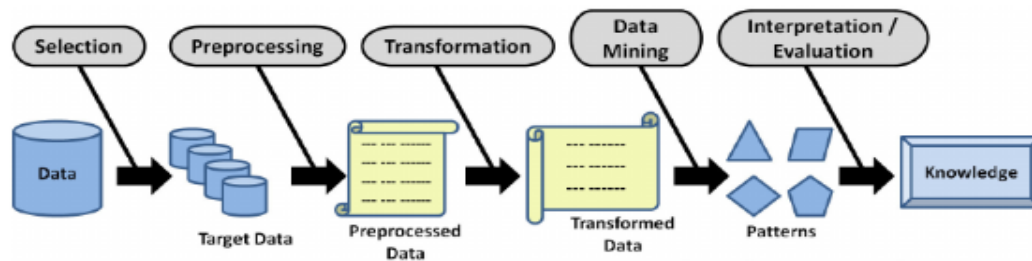 Selection
Preprocessing
Transformation
Data
Mining
Interpretation /
Evaluation
Data
Target Data
Preprocessed
Data
Transformed
Data
Patterns
Knowledge